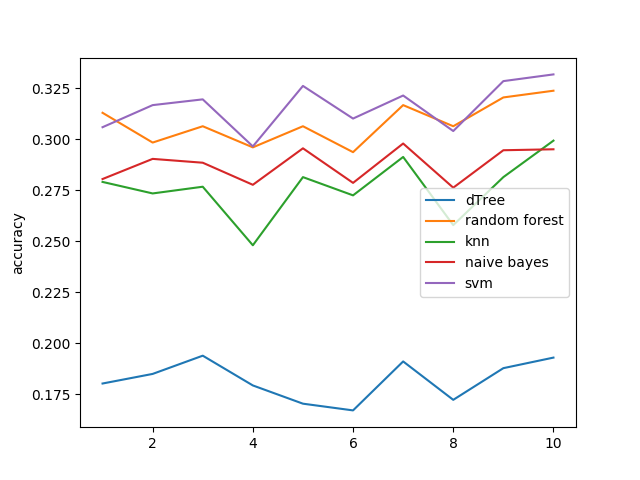 0.325
0.300
0.275
0.250
0.225
0.200
0.175
accuracy
dTree
random forest
knn
naive bayes
svm
2
4
6
8
10